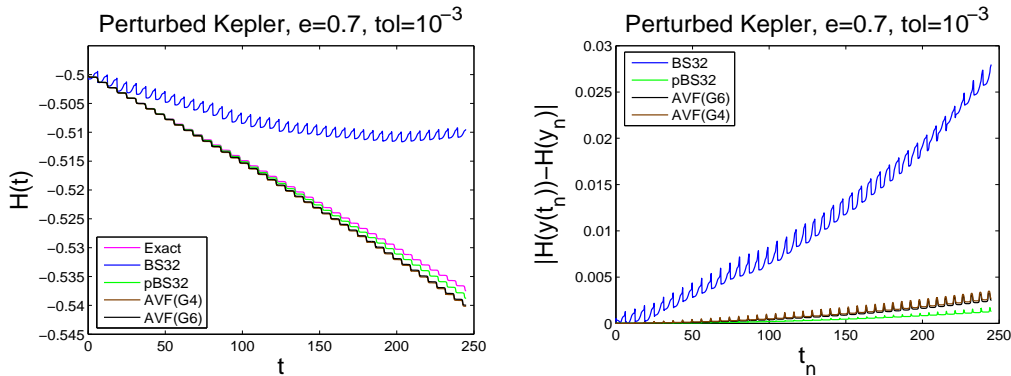 Perturbed Kepler, e=0.7, tol=10^−3
H(t)
−0.5
−0.505
−0.51
−0.515
−0.52
−0.525
−0.53
−0.535
−0.54
−0.545
Exact
BS32
pBS32
AVF(G4)
AVF(G6)
0 50 100 150 200 250
t
Perturbed Kepler, e=0.7, tol=10^−3
|H(y(t_n))−H(y_n)|
0.03
0.025
0.02
0.015
0.01
0.005
0
BS32
pBS32
AVF(G6)
AVF(G4)
0 50 100 150 200 250
t_n